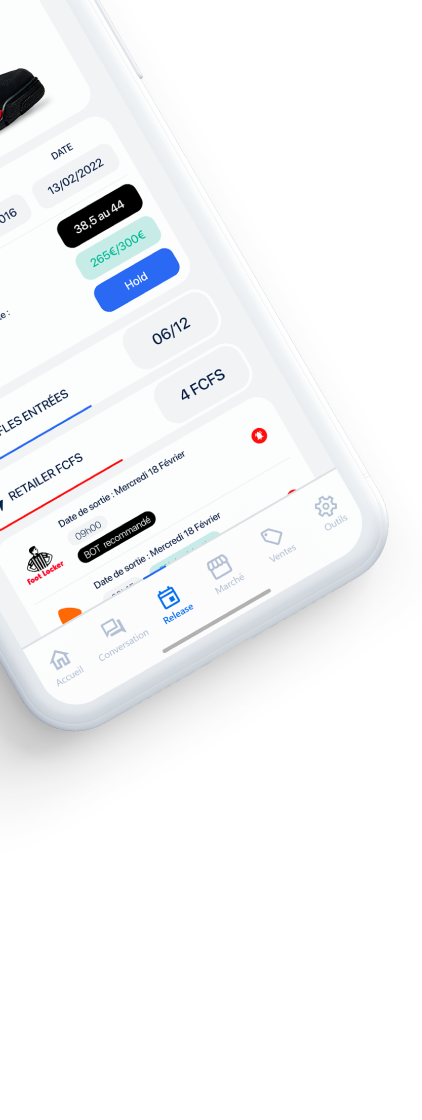 DATE
016
13/02/2022
38,5 au 44
265€/300€
Hold
06/12
ENTRÉES
4 FCFS
RETAILER FCFS
Date de sortie : Mercredi 18 Février
09h00
BOT recommandé
Foot Locker
Date de sortie : Mercredi 18 Février
Accueil
Conversation
Release
Marché
Ventes
Outils